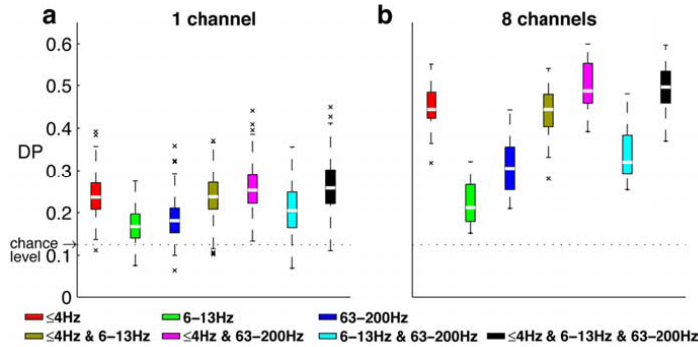 a 1 channel
b 8 channels
0.6
0.5
0.4
DP
0.3
0.2
chance level
0.1
0
≤4Hz 6–13Hz 63–200Hz
≤4Hz & 6–13Hz ≤4Hz & 63–200Hz 6–13Hz & 63–200Hz ≤4Hz & 6–13Hz & 63–200Hz